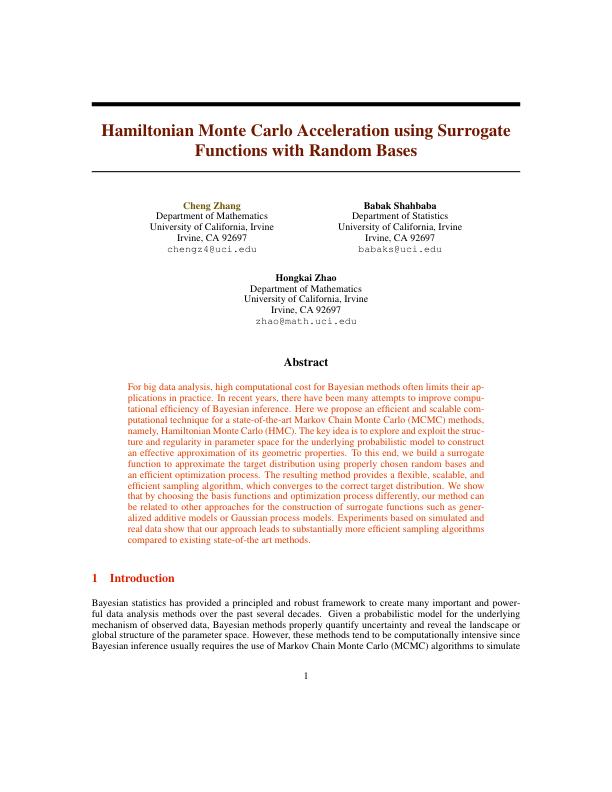 Hamiltonian Monte Carlo Acceleration using Surrogate
Functions with Random Bases
Cheng Zhang
Department of Mathematics
University of California, Irvine
Irvine, CA 92697
chengz4@uci.edu
Babak Shahbaba
Department of Statistics
University of California, Irvine
Irvine, CA 92697
babaks@uci.edu
Hongkai Zhao
Department of Mathematics
University of California, Irvine
Irvine, CA 92697
zhao@math.uci.edu
Abstract
For big data analysis, high computational cost for Bayesian methods often limits their ap-
plications in practice. In recent years, there have been many attempts to improve compu-
tational efficiency of Bayesian inference. Here we propose an efficient and scalable com-
putational technique for a state-of-the-art Markov Chain Monte Carlo (MCMC) methods,
namely, Hamiltonian Monte Carlo (HMC). The key idea is to explore and exploit the struc-
ture and regularity in parameter space for the underlying probabilistic model to construct
an effective approximation of its geometric properties. To this end, we build a surrogate
function to approximate the target distribution using properly chosen random bases and
an efficient optimization process. The resulting method provides a flexible, scalable, and
efficient sampling algorithm, which converges to the correct target distribution. We show
that by choosing the basis functions and optimization process differently, our method can
be related to other approaches for the construction of surrogate functions such as gener-
alized additive models or Gaussian process models. Experiments based on simulated and
real data show that our approach leads to substantially more efficient sampling algorithms
compared to existing state-of-the art methods.
1 Introduction
Bayesian statistics has provided a principled and robust framework to create many important and power-
ful data analysis methods over the past several decades. Given a probabilistic model for the underlying
mechanism of observed data, Bayesian methods properly quantify uncertainty and reveal the landscape or
global structure of the parameter space. However, these methods tend to be computationally intensive since
Bayesian inference usually requires the use of Markov Chain Monte Carlo (MCMC) algorithms to simulate
1